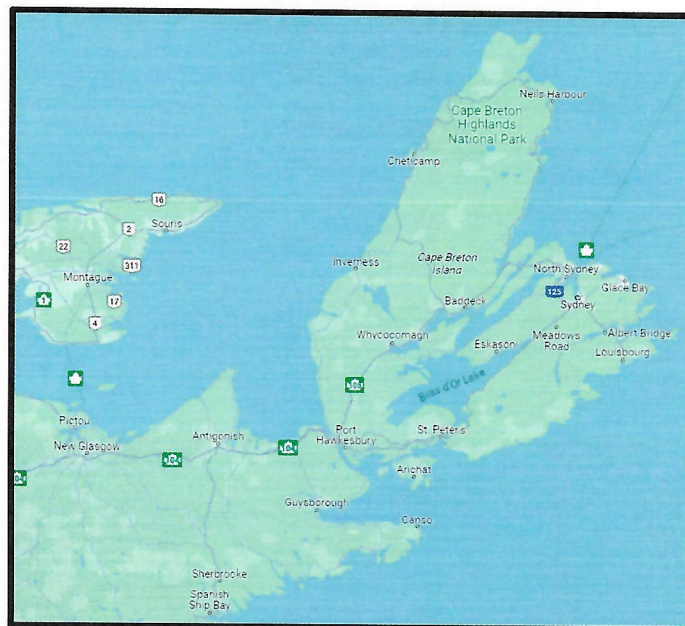 Neils Harbour
Cape Breton
Highlands
National Park
Cheticamp
16
Souris
2
22
311
Inverness
Cape Breton
Island
North Sydney
Montague
1
17
125
Glace Bay
Sydney
Baddeck
4
Whycocomagh
Eskasoni
Meadows
Road
Albert Bridge
Louisbourg
Bras d'Or Lake
Pictou
New Glasgow
Antigonish
104
104
Port
Hawkesbury
St. Peter's
Arichat
Guysborough
Canso
Sherbrooke
Spanish
Ship Bay